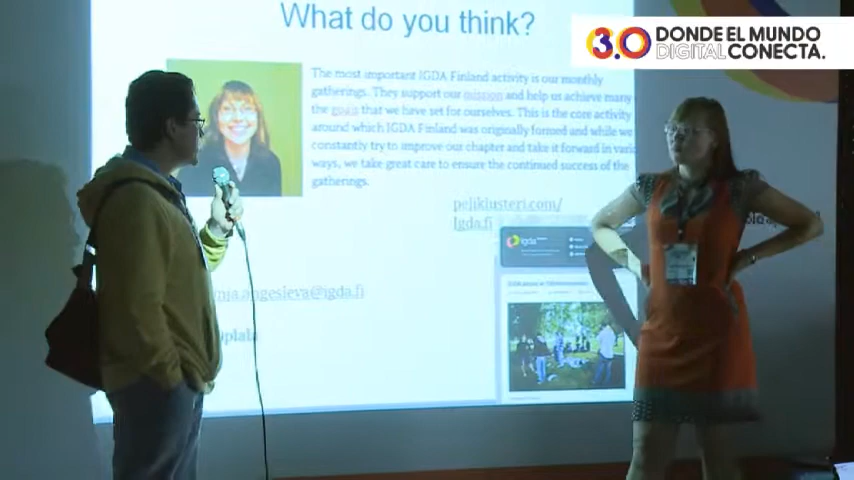 What do you think?
3.0 DONDE EL MUNDO
DIGITAL CONECTA.
The most important IGDA Finland activity is our monthly
gatherings. They support our mission and help us achieve many
the goals that we have set for ourselves. This is the core activity
around which IGDA Finland was originally formed and while we
constantly try to improve our chapter and take it forward in vario
ways, we take great care to ensure the continued success of the
gatherings.
peliklusteri.com/
Igda.fi
igda